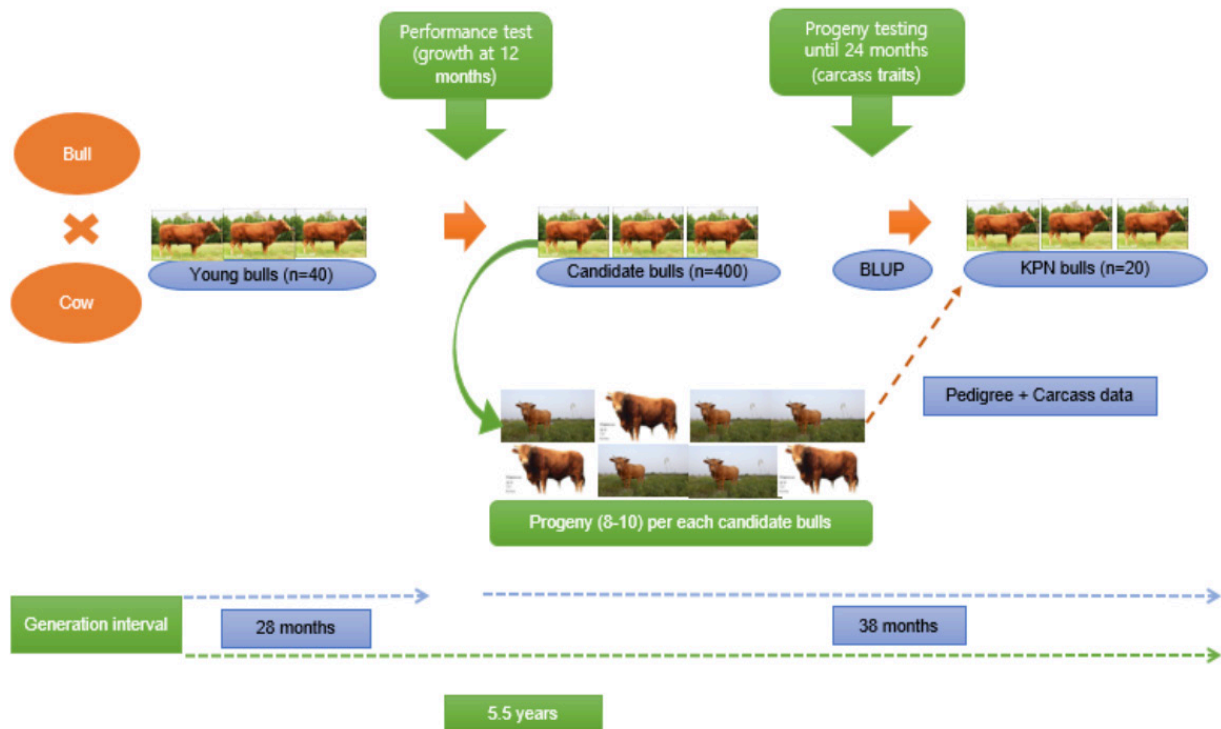 Performance test
(growth at 12
months)
Progeny testing
until 24 months
(carcass traits)
Bull
Cow
Young bulls (n=40)
Candidate bulls (n=400)
BLUP
KPN bulls (n=20)
Pedigree + Carcass data
Progeny (8-10) per each candidate bulls
Generation interval
28 months
38 months
5.5 years